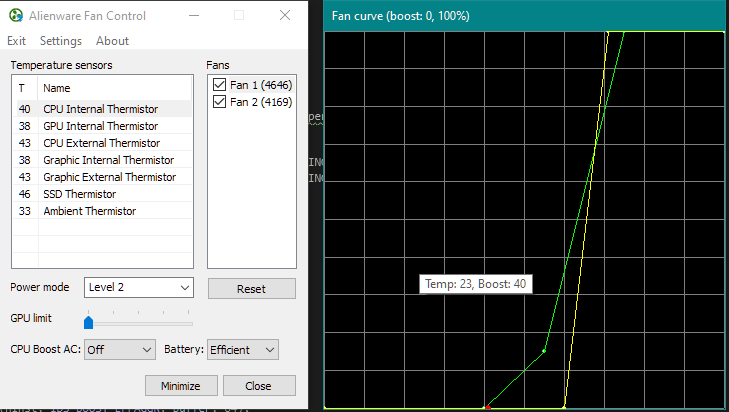 Alienware Fan Control
Exit Settings About
Temperature sensors
T Name
40 CPU Internal Thermistor
38 GPU Internal Thermistor
43 CPU External Thermistor
38 Graphic Internal Thermistor
43 Graphic External Thermistor
46 SSD Thermistor
33 Ambient Thermistor
Fans
Fan 1 (4646)
Fan 2 (4169)
Power mode Level 2 Reset
GPU limit
CPU Boost AC: Off Battery: Efficient
Minimize Close
Fan curve (boost: 0, 100%)
Temp: 23, Boost: 40